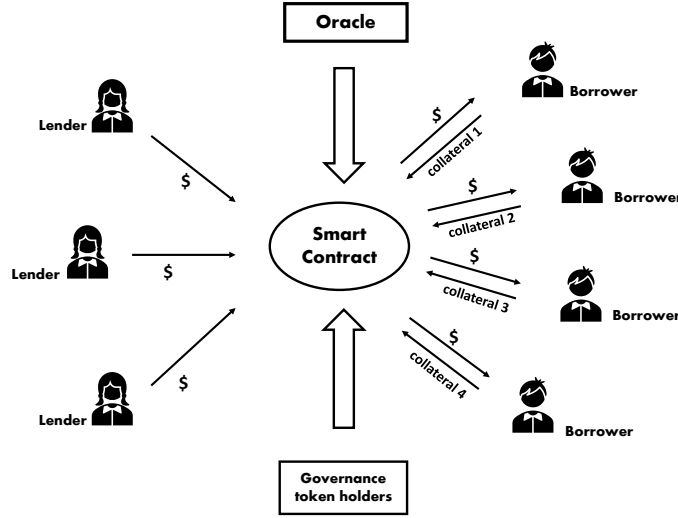 Oracle
Lender
$
Lender
$
Lender
$
Smart
Contract
$
collateral 1
Borrower
$
collateral 2
Borrower
$
collateral 3
Borrower
$
collateral 4
Borrower
Governance
token holders